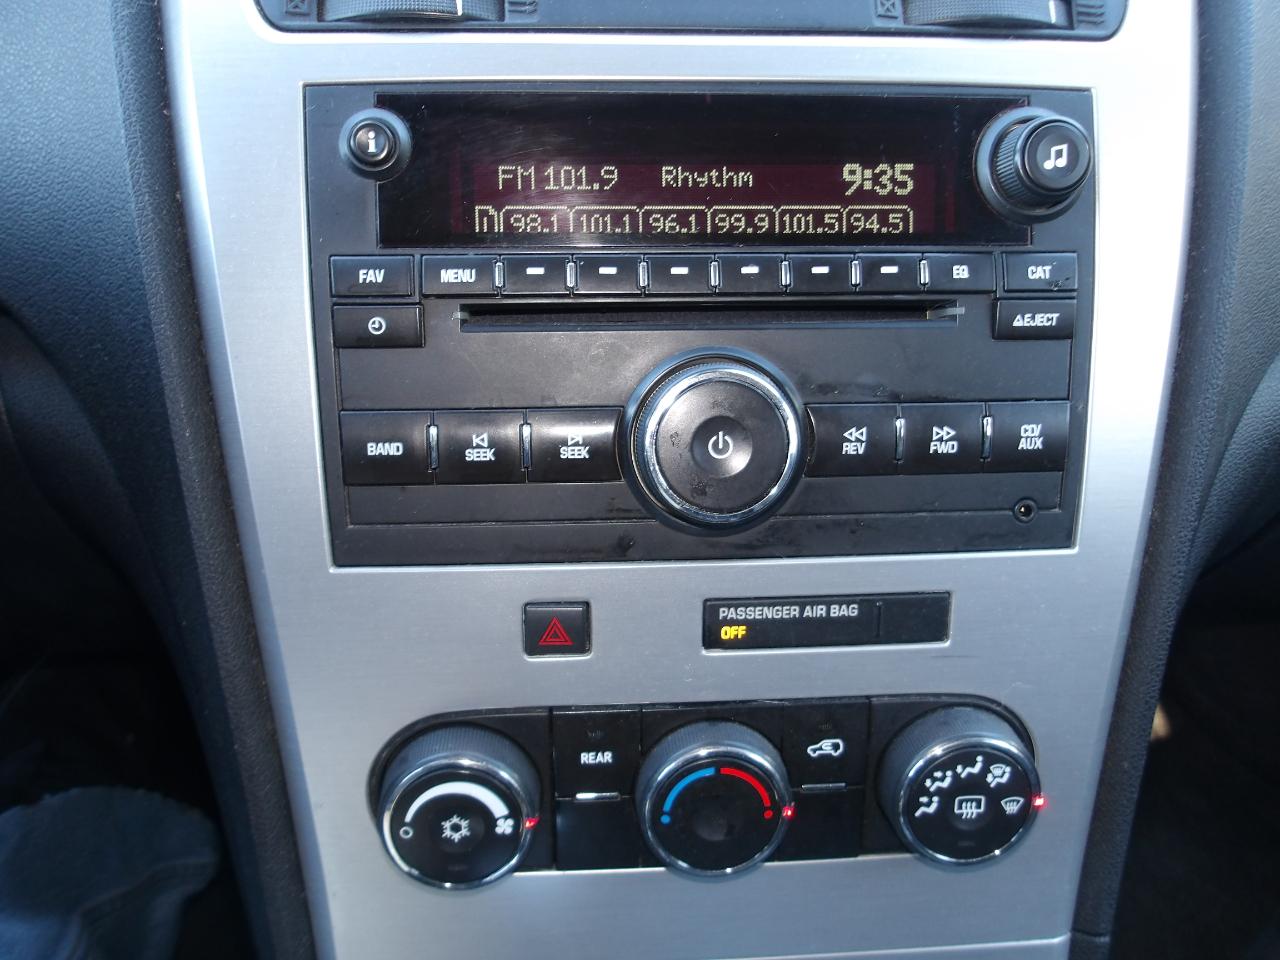 i
FM 101.9 Rhythm 9:35
98.1 101.1 96.1 99.9 101.5 94.5
FAV MENU EQ CAT
EJECT
BAND SEEK SEEK REV FWD CD/AUX
PASSENGER AIR BAG
OFF
REAR